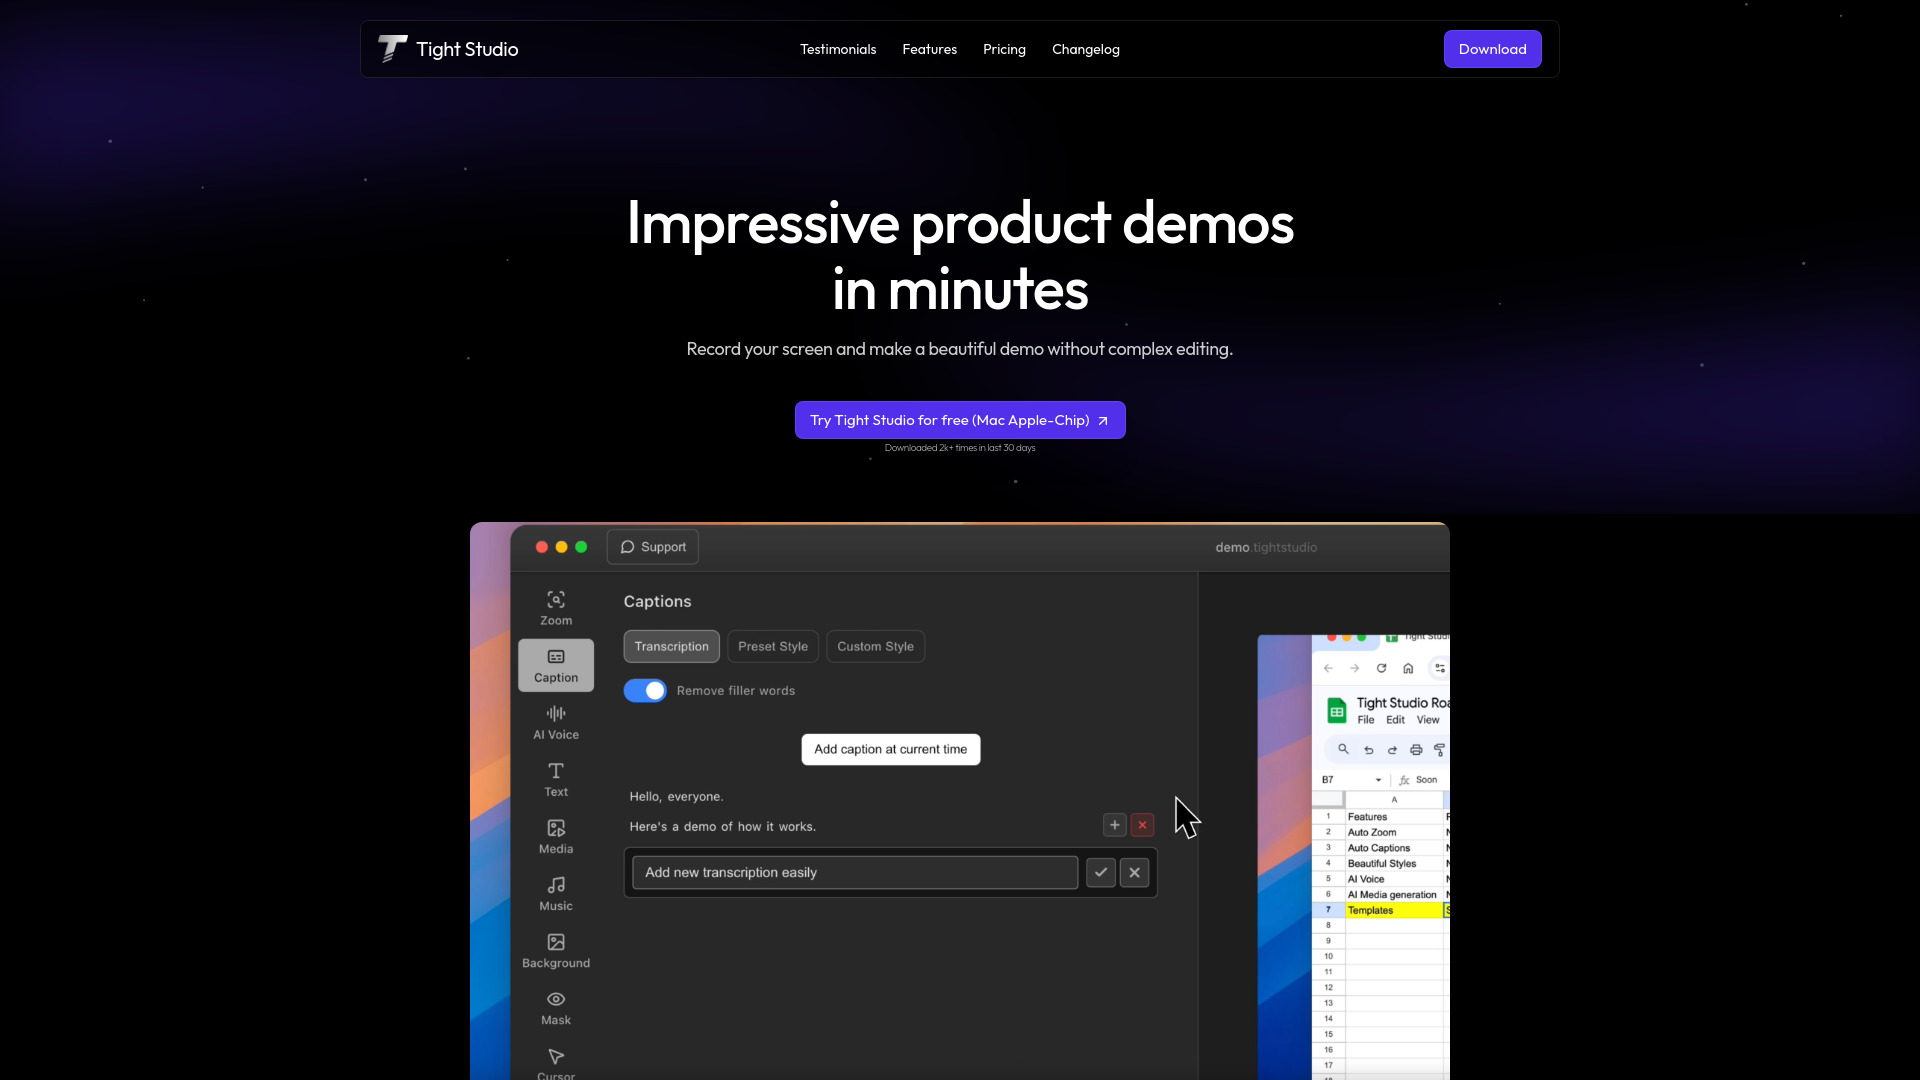 Tight Studio
Testimonials
Features
Pricing
Changelog
Download
Impressive product demos
in minutes
Record your screen and make a beautiful demo without complex editing.
Try Tight Studio for free (Mac Apple-Chip)
Downloaded 2k+ times in last 30 days
Support
demo.tightstudio
Zoom
Caption
AI Voice
Text
Media
Music
Background
Mask
Cursor
Captions
Transcription
Preset Style
Custom Style
Remove filler words
Add caption at current time
Hello, everyone.
Here's a demo of how it works.
Add new transcription easily
Tight Studio
File Edit View
B7
fx Soon
A
1 Features
2 Auto Zoom
3 Auto Captions
4 Beautiful Styles
5 AI Voice
6 AI Media generation
7 Templates
8
9
10
11
12
13
14
15
16
17